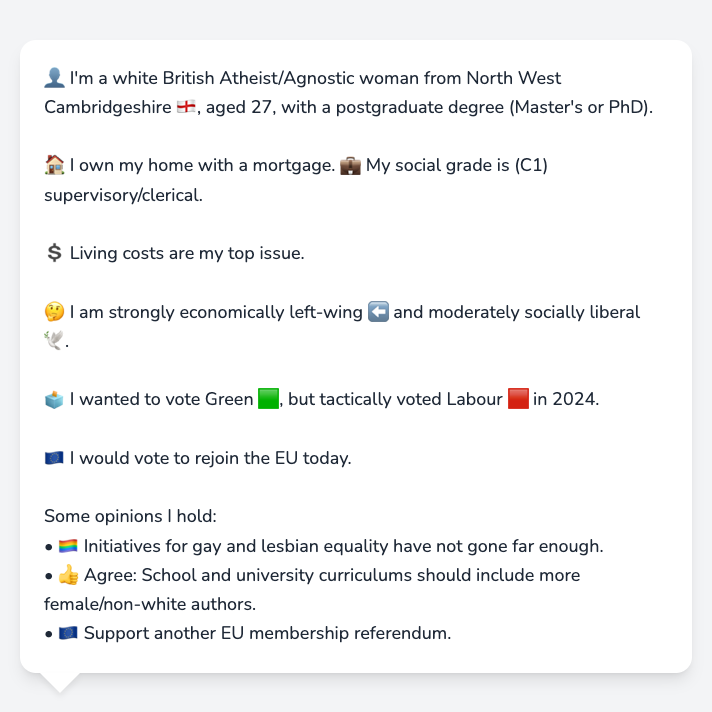 👤 I'm a white British Atheist/Agnostic woman from North West
Cambridgeshire 🏴󠁧󠁢󠁥󠁮󠁧󠁿, aged 27, with a postgraduate degree (Master's or PhD).
🏠 I own my home with a mortgage. 💼 My social grade is (C1)
supervisory/clerical.
💲 Living costs are my top issue.
🤔 I am strongly economically left-wing ⬅️ and moderately socially liberal
🕊️.
🗳️ I wanted to vote Green 🟩, but tactically voted Labour 🟥 in 2024.
🇪🇺 I would vote to rejoin the EU today.
Some opinions I hold:
• 🏳️‍🌈 Initiatives for gay and lesbian equality have not gone far enough.
• 👍 Agree: School and university curriculums should include more
female/non-white authors.
• 🇪🇺 Support another EU membership referendum.